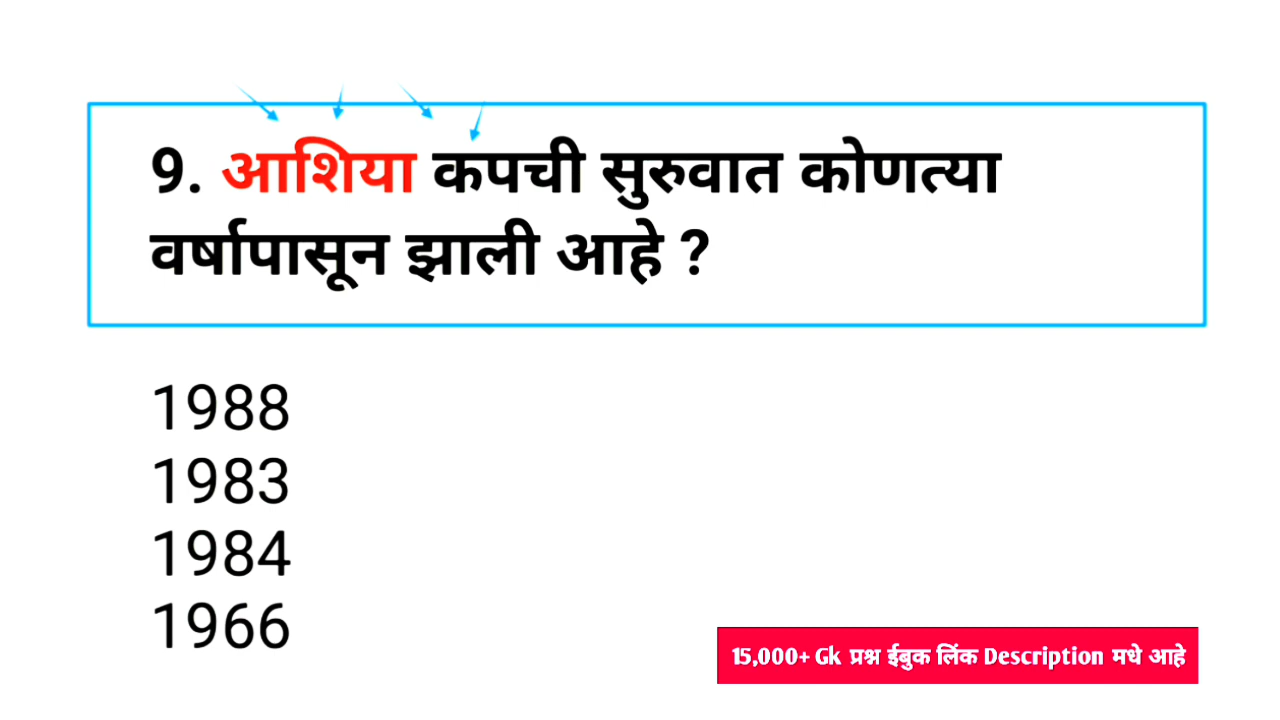 9. आशिया कपची सुरुवात कोणत्या
वर्षापासून झाली आहे ?
1988
1983
1984
1966
15,000+ Gk प्रश्न ईबुक लिंक Description मधे आहे